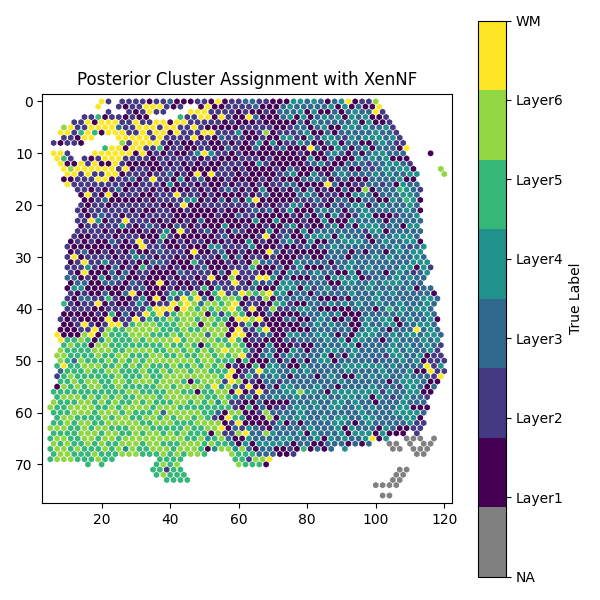 Posterior Cluster Assignment with XenNF
0
10
20
30
40
50
60
70
20
40
60
80
100
120
WM
Layer6
Layer5
Layer4
Layer3
Layer2
Layer1
NA
True Label